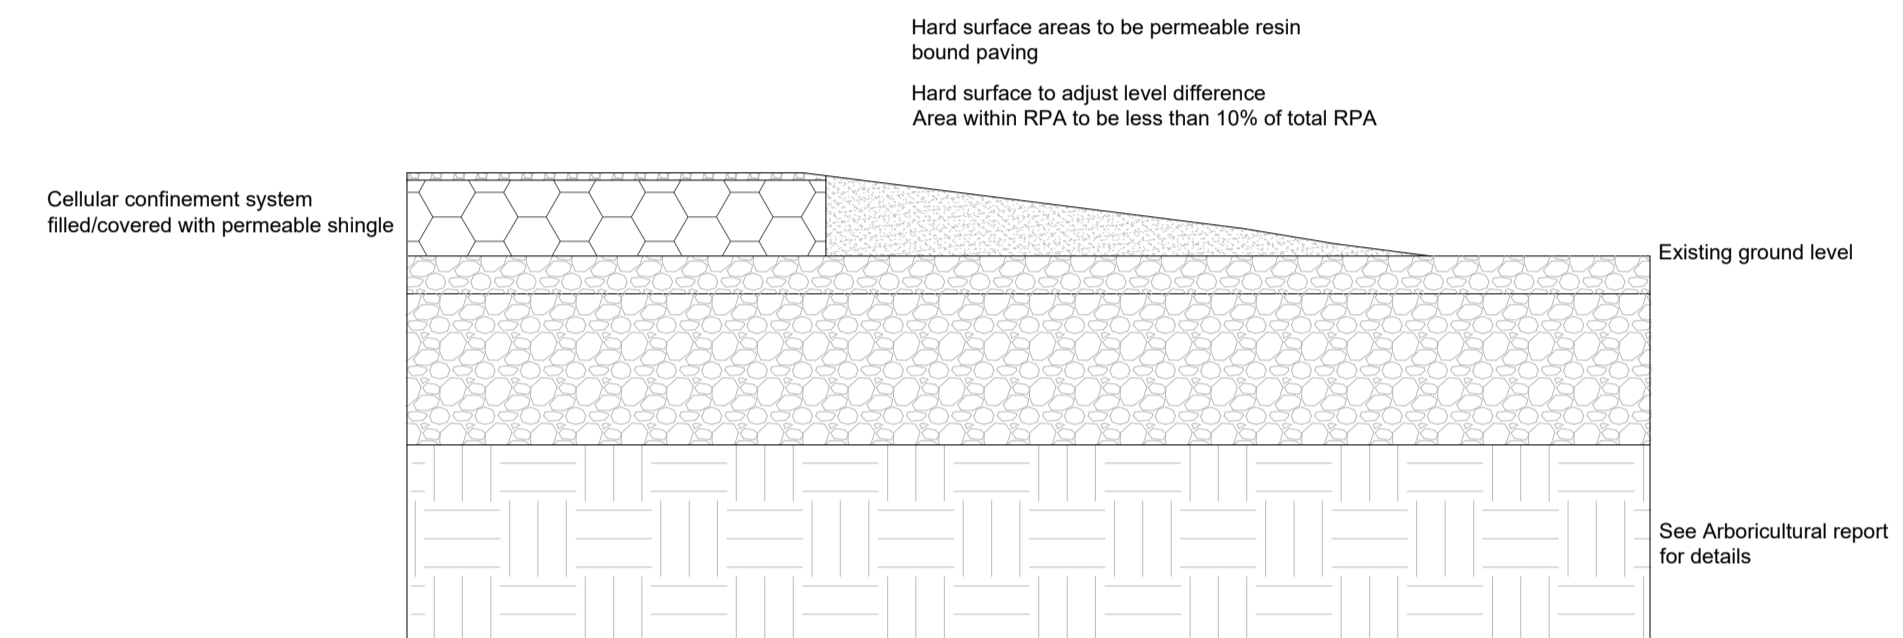 Hard surface areas to be permeable resin
bound paving
Hard surface to adjust level difference
Area within RPA to be less than 10% of total RPA
Cellular confinement system
filled/covered with permeable shingle
Existing ground level
See Arboricultural report
for details